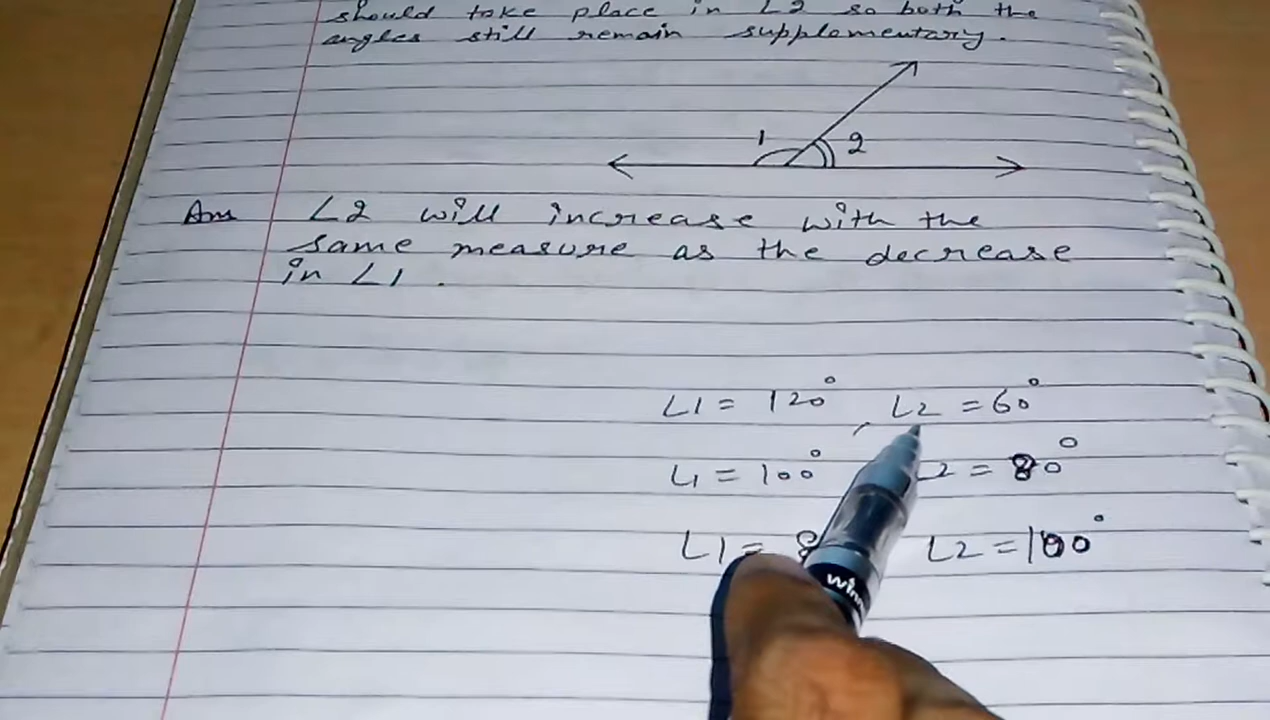 should take place in ∠2 so both the
angles still remain supplementary.
1 2
Ans ∠2 will increase with the
same measure as the decrease
in ∠1 .
∠1 = 120° , ∠2 = 60°
∠1 = 100° 2 = 80°
∠1 = 8 ∠2 = 100°